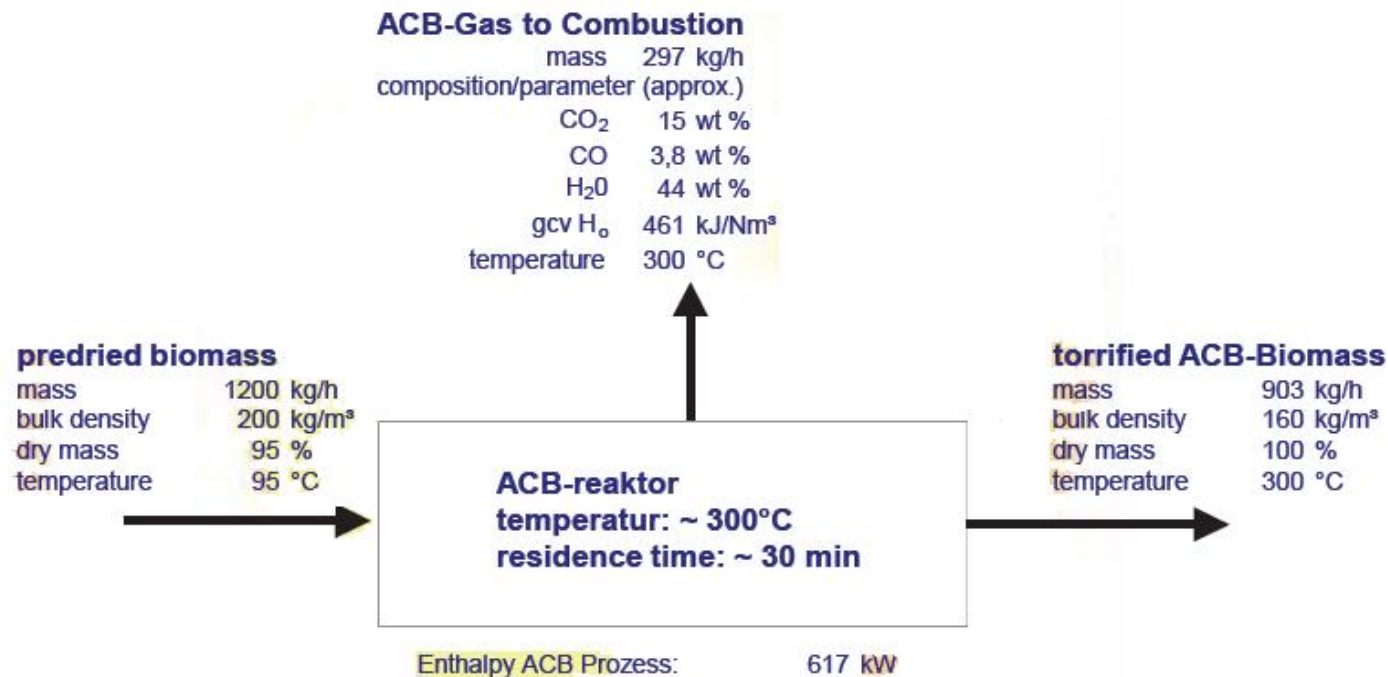 ACB-Gas to Combustion
mass 297 kg/h
composition/parameter (approx.)
CO₂ 15 wt %
CO 3,8 wt %
H₂0 44 wt %
gcv Hₒ 461 kJ/Nm³
temperature 300 °C
predried biomass
mass 1200 kg/h
bulk density 200 kg/m³
dry mass 95 %
temperature 95 °C
torrified ACB-Biomass
mass 903 kg/h
bulk density 160 kg/m³
dry mass 100 %
temperature 300 °C
ACB-reaktor
temperatur: ~ 300°C
residence time: ~ 30 min
Enthalpy ACB Prozess: 617 kW